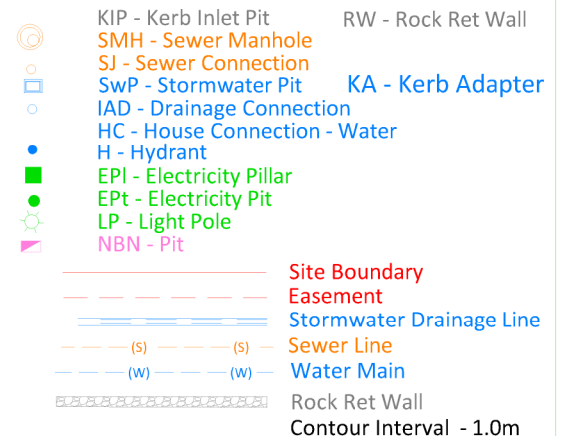 KIP - Kerb Inlet Pit
RW - Rock Ret Wall
SMH - Sewer Manhole
SJ - Sewer Connection
SwP - Stormwater Pit
KA - Kerb Adapter
IAD - Drainage Connection
HC - House Connection - Water
H - Hydrant
EPl - Electricity Pillar
EPt - Electricity Pit
LP - Light Pole
NBN - Pit
Site Boundary
Easement
Stormwater Drainage Line
(S) (S) Sewer Line
(W) (W) Water Main
Rock Ret Wall
Contour Interval - 1.0m